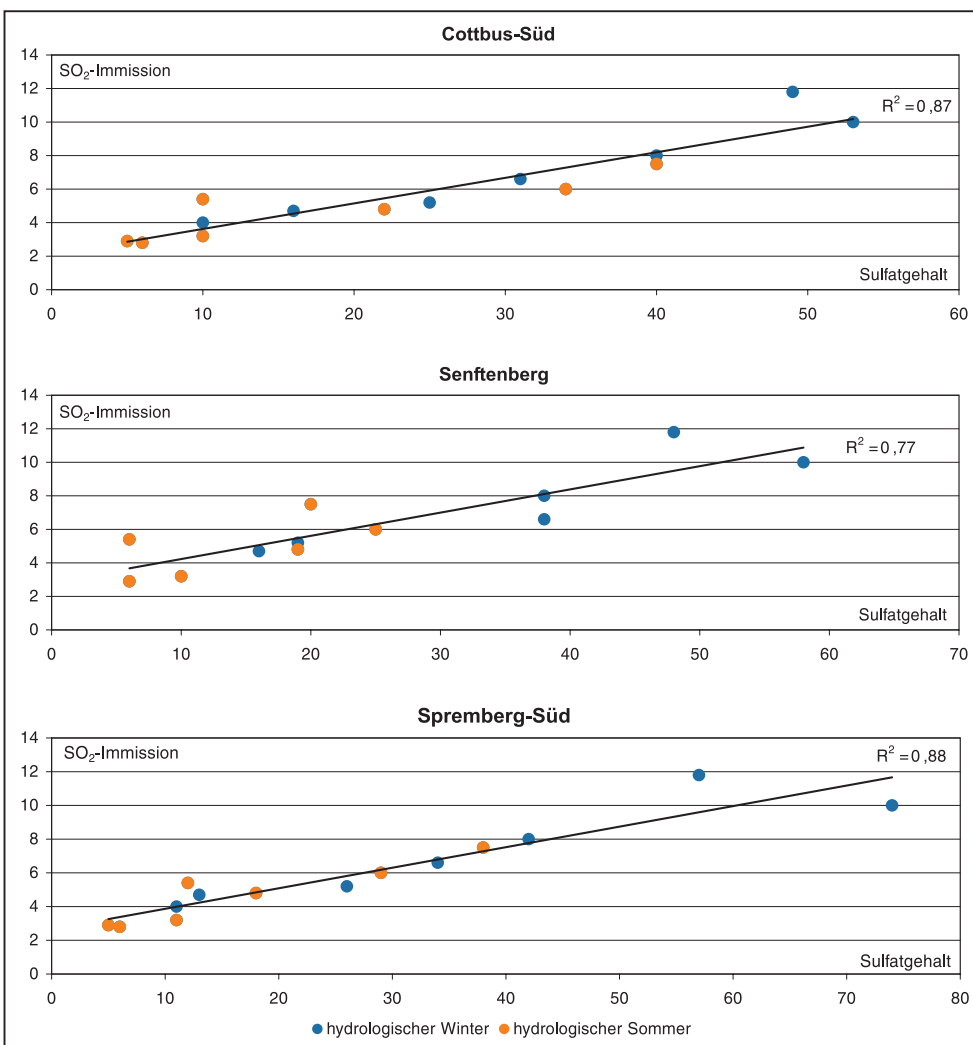 Cottbus-Süd
14
SO₂-Immission
12
R² = 0,87
10
8
6
4
2
Sulfatgehalt
0
0 10 20 30 40 50 60
Senftenberg
14
SO₂-Immission
12
R² = 0,77
10
8
6
4
2
Sulfatgehalt
0
0 10 20 30 40 50 60 70
Spremberg-Süd
14
SO₂-Immission
R² = 0,88
12
10
8
6
4
2
Sulfatgehalt
0
0 10 20 30 40 50 60 70 80
hydrologischer Winter hydrologischer Sommer